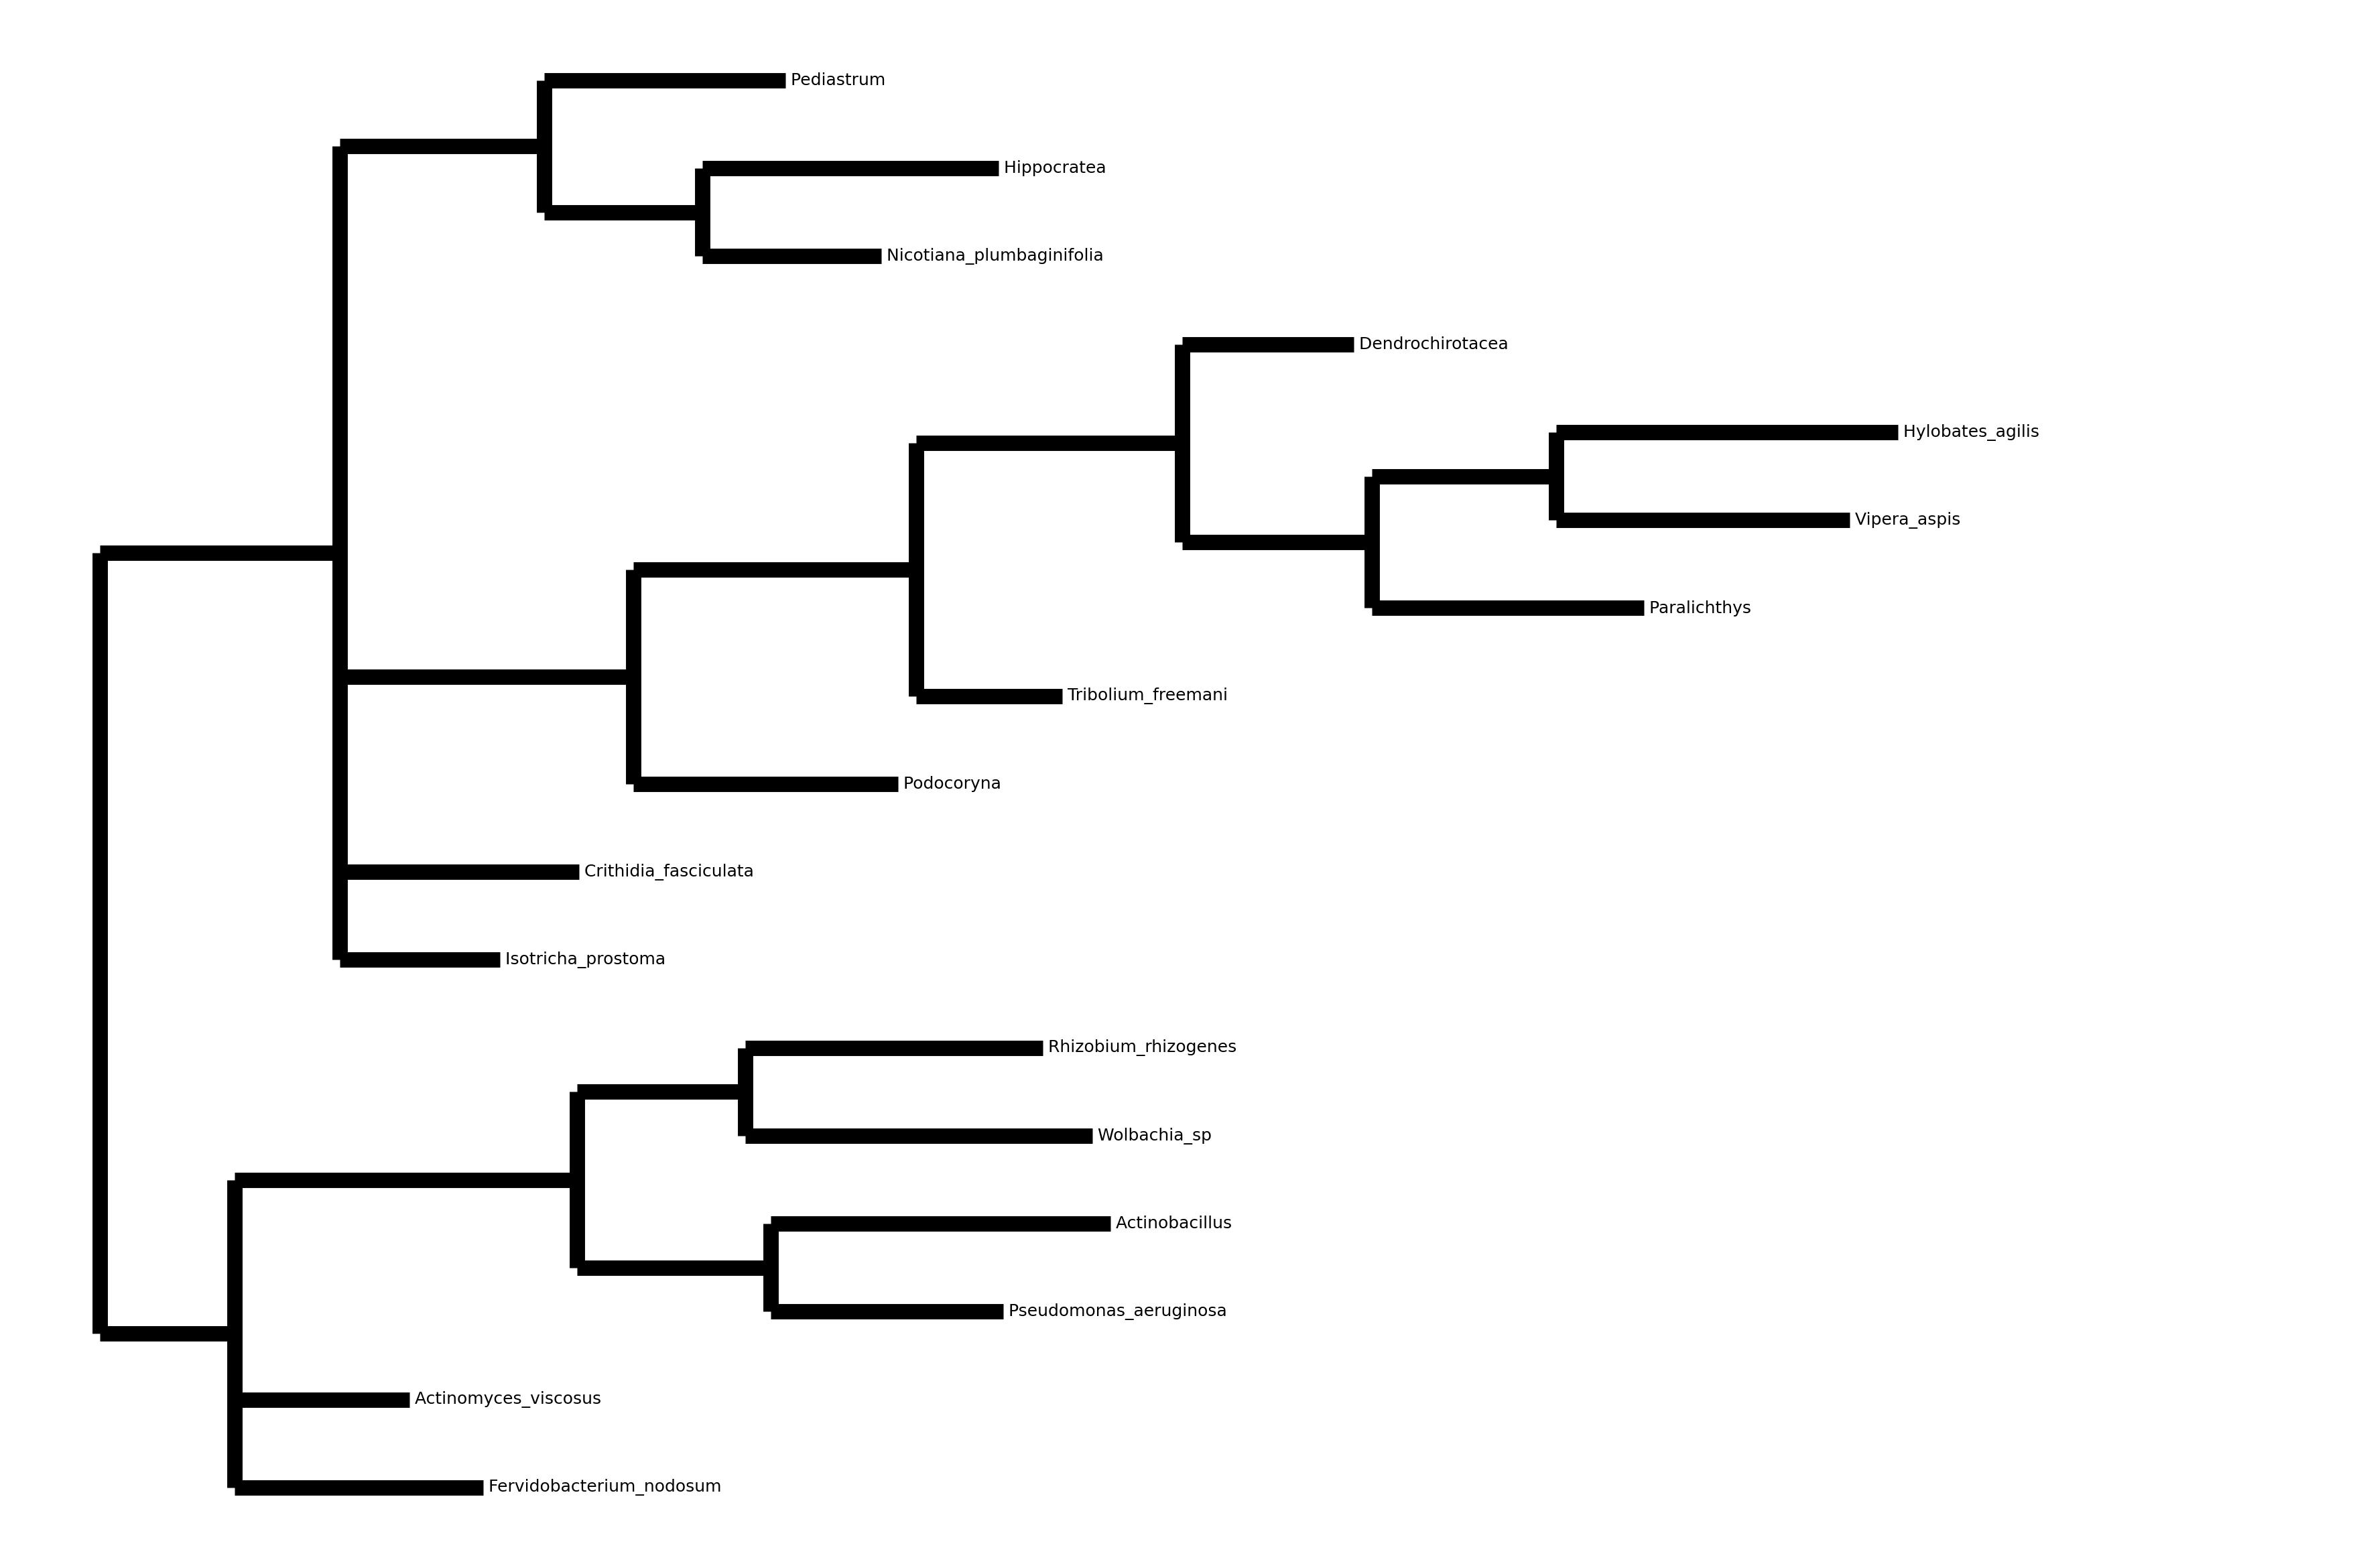 Pediastrum
Hippocratea
Nicotiana_plumbaginifolia
Dendrochirotacea
Hylobates_agilis
Vipera_aspis
Paralichthys
Tribolium_freemani
Podocoryna
Crithidia_fasciculata
Isotricha_prostoma
Rhizobium_rhizogenes
Wolbachia_sp
Actinobacillus
Pseudomonas_aeruginosa
Actinomyces_viscosus
Fervidobacterium_nodosum